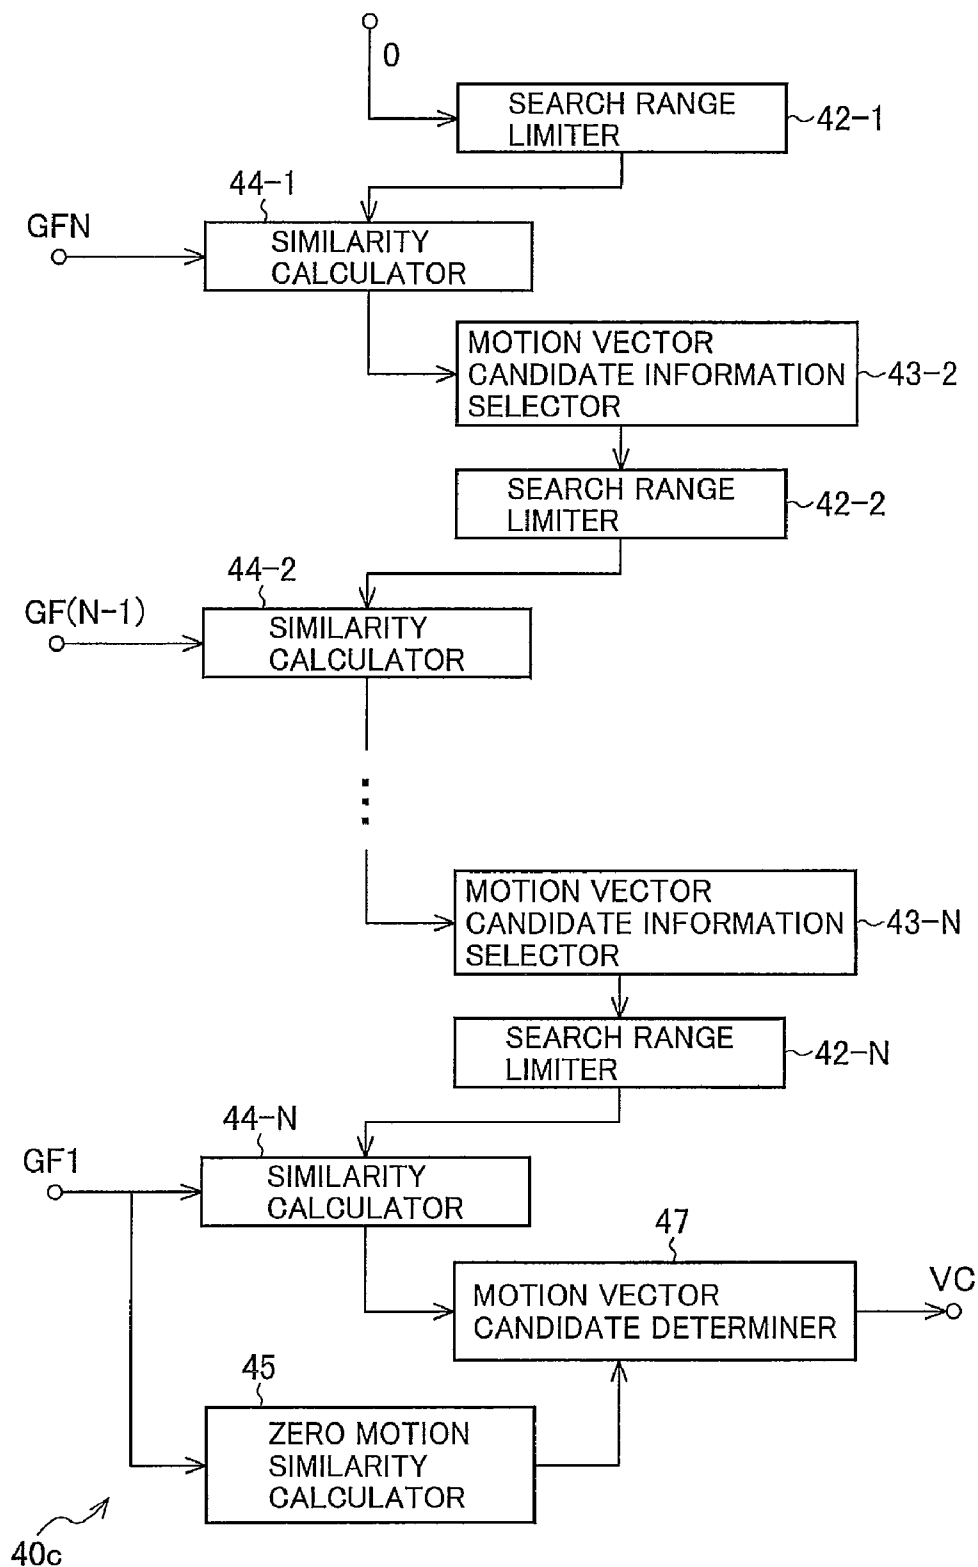 0
SEARCH RANGE
LIMITER
42-1
44-1
GFN
SIMILARITY
CALCULATOR
MOTION VECTOR
CANDIDATE INFORMATION
SELECTOR
43-2
SEARCH RANGE
LIMITER
42-2
44-2
GF(N-1)
SIMILARITY
CALCULATOR
MOTION VECTOR
CANDIDATE INFORMATION
SELECTOR
43-N
SEARCH RANGE
LIMITER
42-N
44-N
GF1
SIMILARITY
CALCULATOR
47
MOTION VECTOR
CANDIDATE DETERMINER
VC
45
ZERO MOTION
SIMILARITY
CALCULATOR
40c